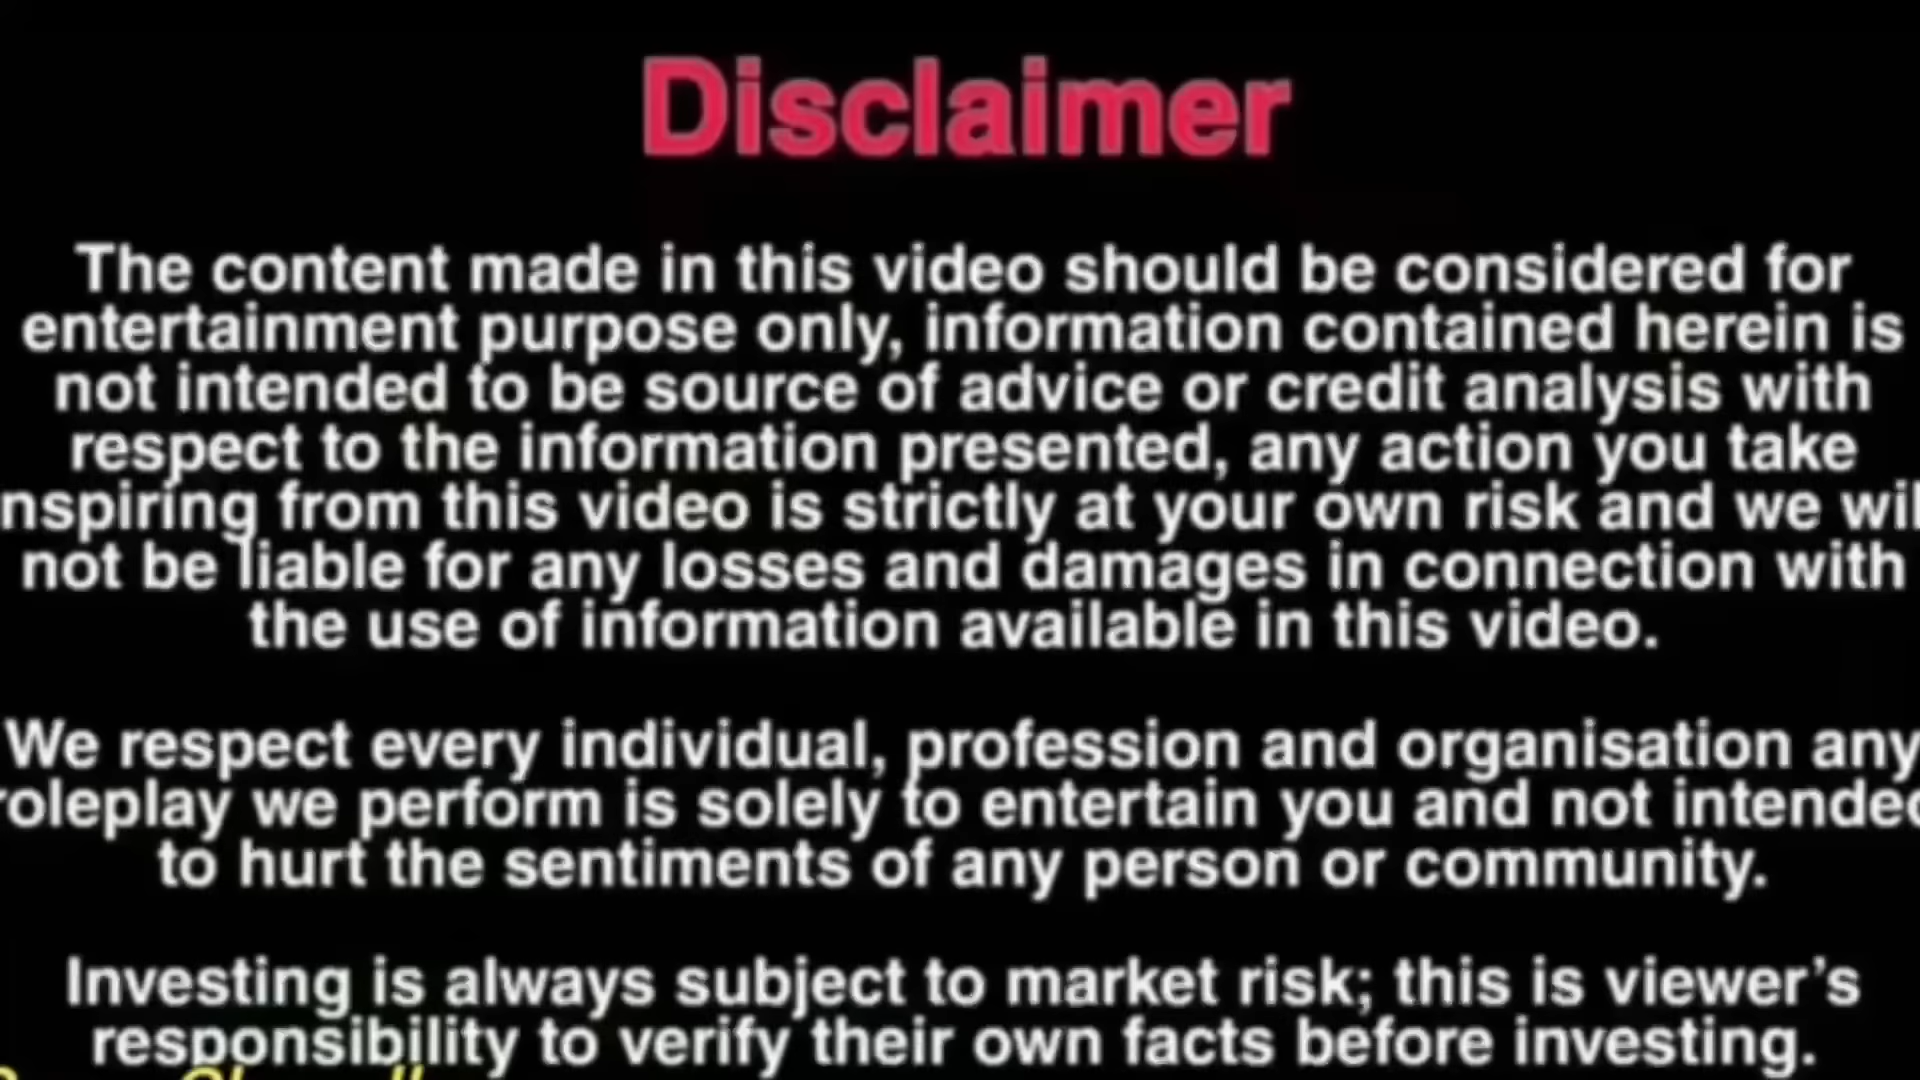 Disclaimer
The content made in this video should be considered for
entertainment purpose only, information contained herein is
not intended to be source of advice or credit analysis with
respect to the information presented, any action you take
nspiring from this video is strictly at your own risk and we wil
not be liable for any losses and damages in connection with
the use of information available in this video.
We respect every individual, profession and organisation any
roleplay we perform is solely to entertain you and not intended
to hurt the sentiments of any person or community.
Investing is always subject to market risk; this is viewer's
responsibility to verify their own facts before investing.